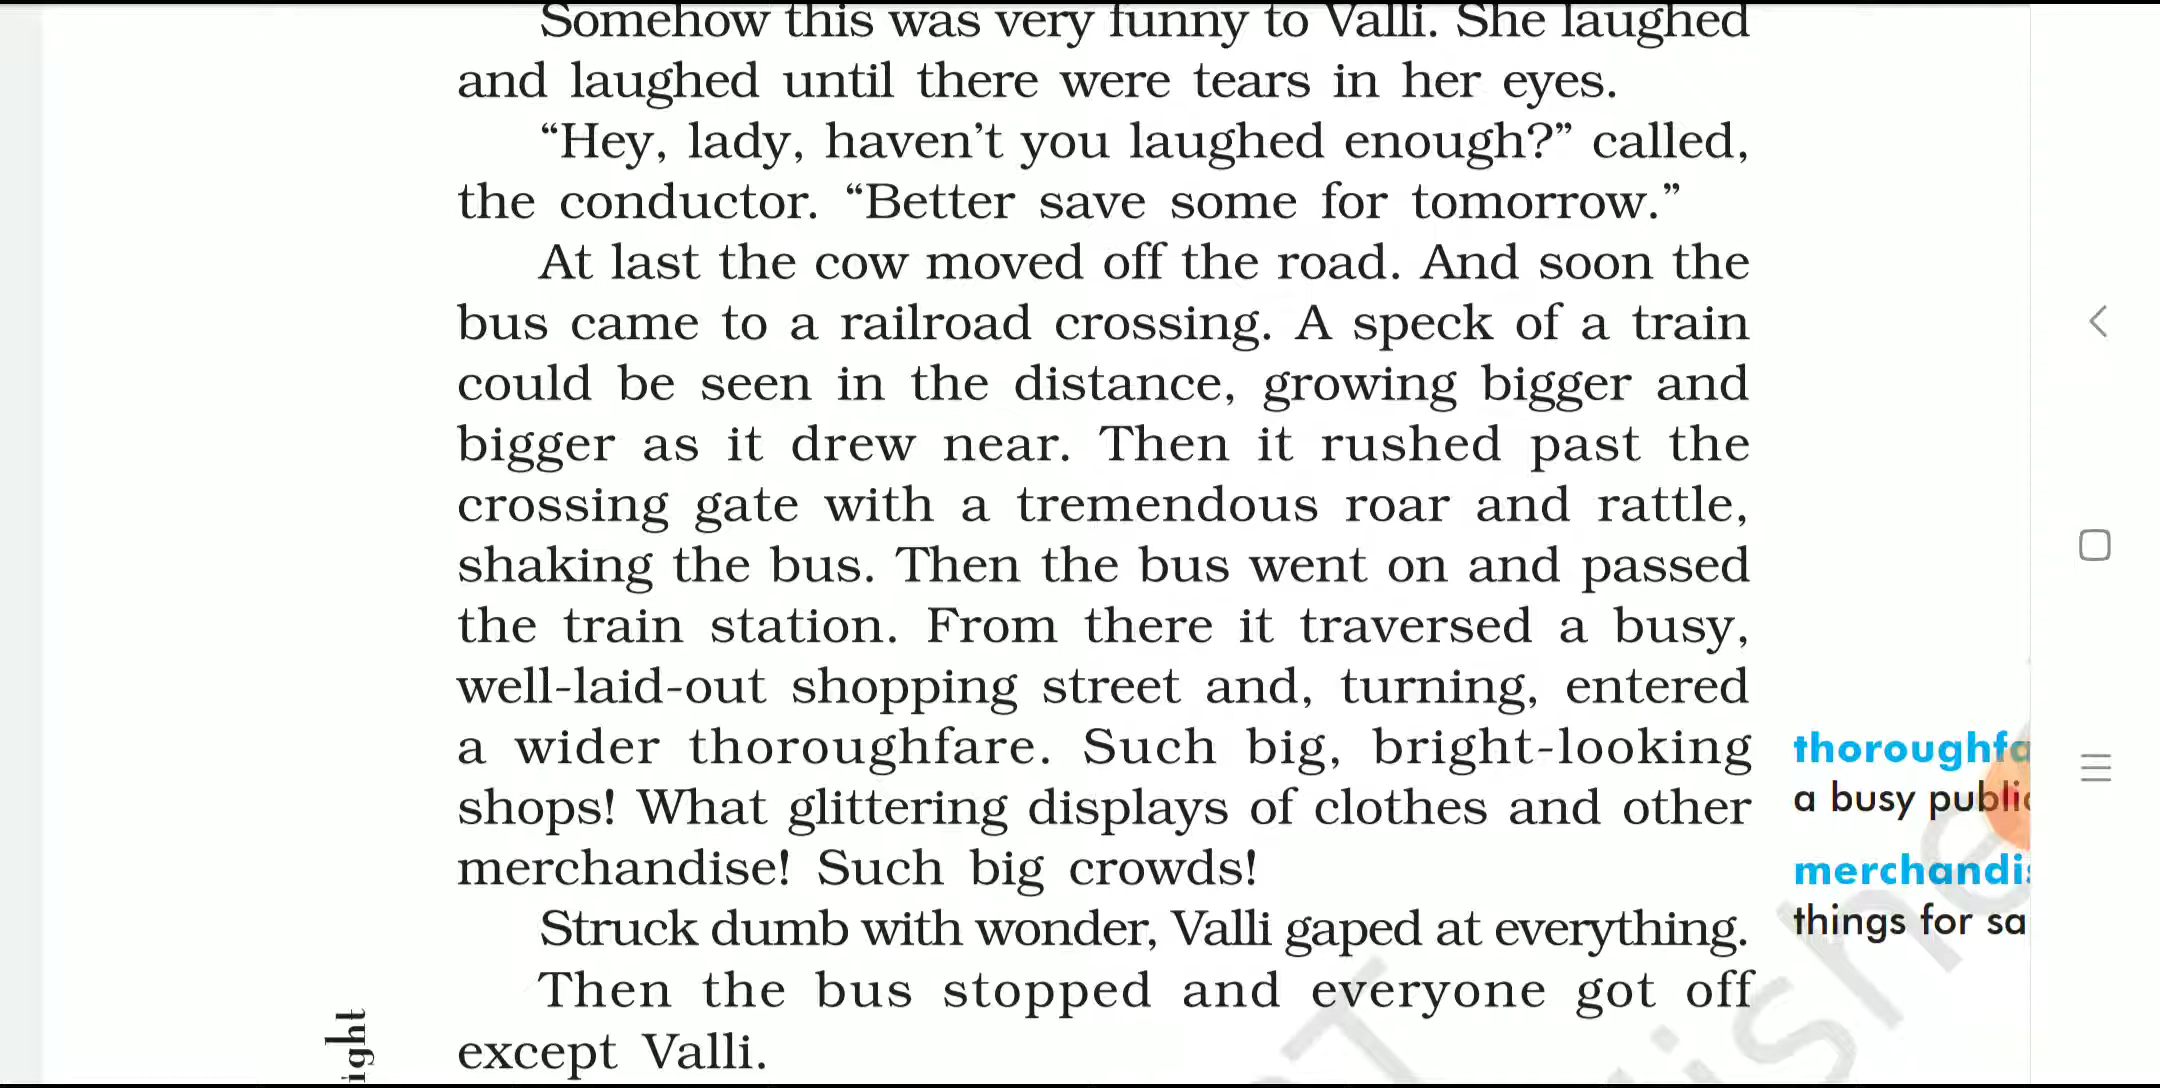 Somehow this was very funny to Valli. She laughed
and laughed until there were tears in her eyes.
“Hey, lady, haven’t you laughed enough?” called,
the conductor. “Better save some for tomorrow.”
At last the cow moved off the road. And soon the
bus came to a railroad crossing. A speck of a train
could be seen in the distance, growing bigger and
bigger as it drew near. Then it rushed past the
crossing gate with a tremendous roar and rattle,
shaking the bus. Then the bus went on and passed
the train station. From there it traversed a busy,
well-laid-out shopping street and, turning, entered
a wider thoroughfare. Such big, bright-looking
shops! What glittering displays of clothes and other
merchandise! Such big crowds!
Struck dumb with wonder, Valli gaped at everything.
Then the bus stopped and everyone got off
except Valli.
thoroughfa
a busy public
merchandis
things for sa
ight